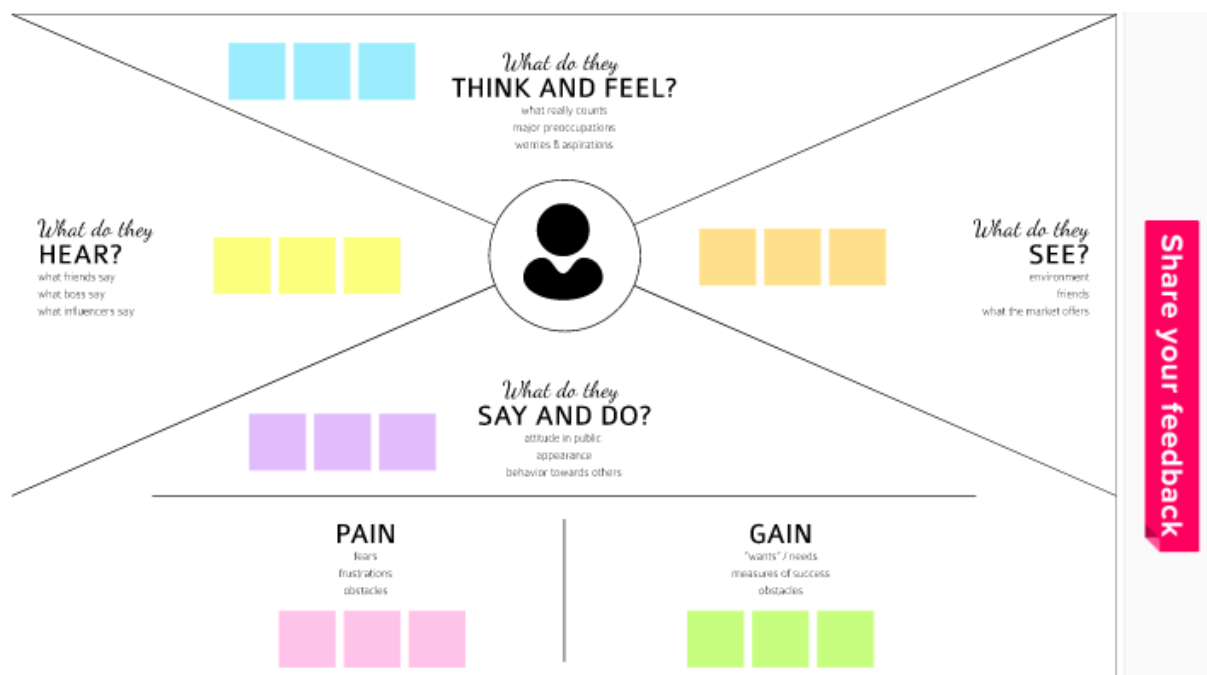 What do they
THINK AND FEEL?
what really counts
major preoccupations
worries & aspirations
What do they
HEAR?
what friends say
what boss say
what influencers say
What do they
SEE?
environment
friends
what the market offers
What do they
SAY AND DO?
attitude in public
appearance
behavior towards others
PAIN
fears
frustrations
obstacles
GAIN
"wants" / needs
measures of success
obstacles
Share your feedback